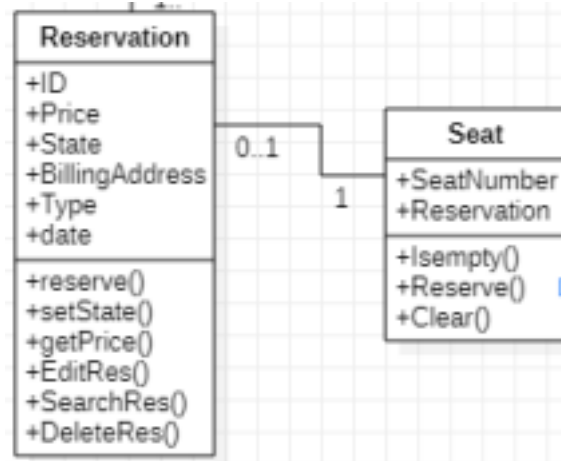 Reservation
+ID
+Price
+State
+BillingAddress
+Type
+date
+reserve()
+setState()
+getPrice()
+EditRes()
+SearchRes()
+DeleteRes()
0..1
1
Seat
+SeatNumber
+Reservation
+Isempty()
+Reserve()
+Clear()